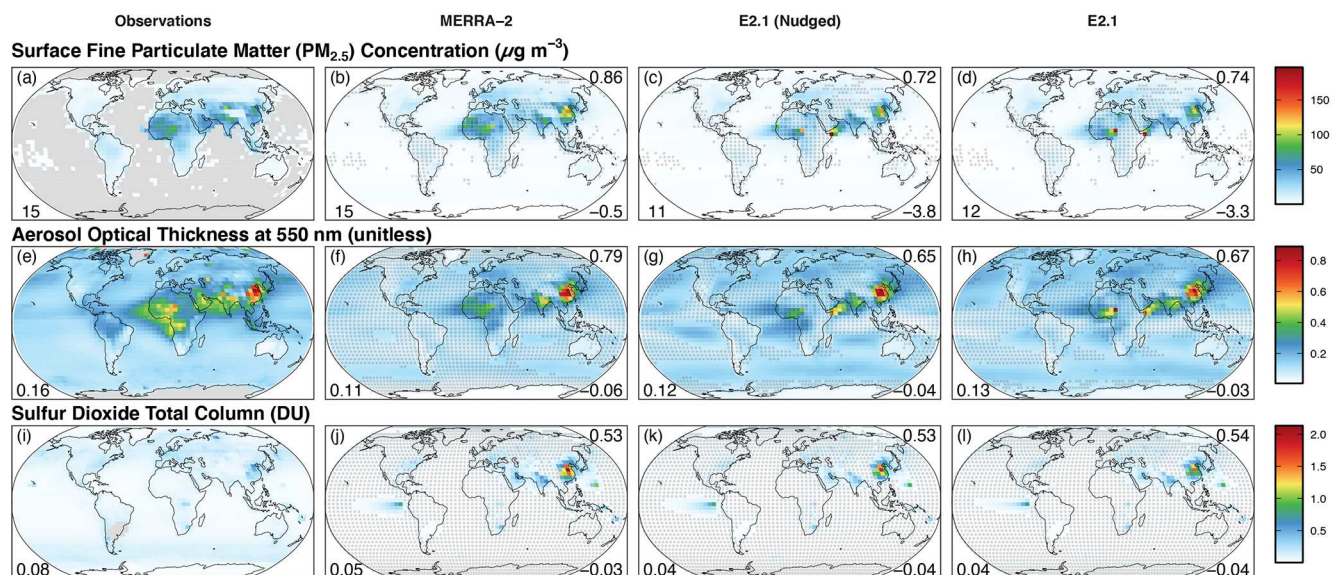 Observations MERRA–2 E2.1 (Nudged) E2.1
Surface Fine Particulate Matter (PM2.5) Concentration (μg m−3)
(a) (b) 0.86 (c) 0.72 (d) 0.74
150
100
50
15 15 −0.5 11 −3.8 12 −3.3
Aerosol Optical Thickness at 550 nm (unitless)
(e) (f) 0.79 (g) 0.65 (h) 0.67
0.8
0.6
0.4
0.2
0.16 0.11 −0.06 0.12 −0.04 0.13 −0.03
Sulfur Dioxide Total Column (DU)
(i) (j) 0.53 (k) 0.53 (l) 0.54
2.0
1.5
1.0
0.5
0.08 0.05 −0.03 0.04 −0.04 0.04 −0.04